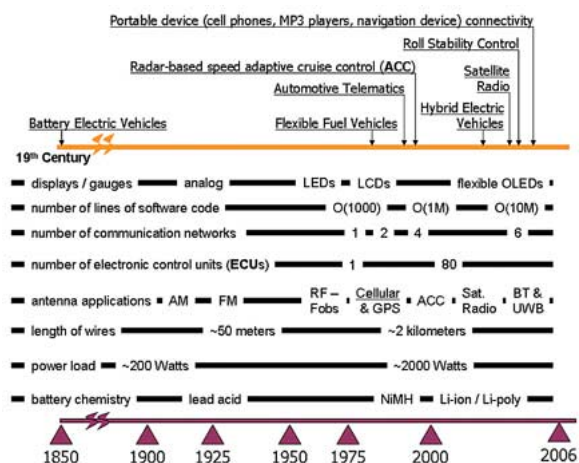 Portable device (cell phones, MP3 players, navigation device) connectivity
Roll Stability Control
Radar-based speed adaptive cruise control (ACC)
Satellite
Radio
Automotive Telematics
Hybrid Electric
Vehicles
Battery Electric Vehicles
Flexible Fuel Vehicles
19th Century
displays / gauges analog LEDs LCDs flexible OLEDs
number of lines of software code O(1000) O(1M) O(10M)
number of communication networks 1 2 4 6
number of electronic control units (ECUs) 1 80
antenna applications AM FM RF – Fobs Cellular & GPS ACC Sat. Radio BT & UWB
length of wires ~50 meters ~2 kilometers
power load ~200 Watts ~2000 Watts
battery chemistry lead acid NiMH Li-ion / Li-poly
1850 1900 1925 1950 1975 2000 2006